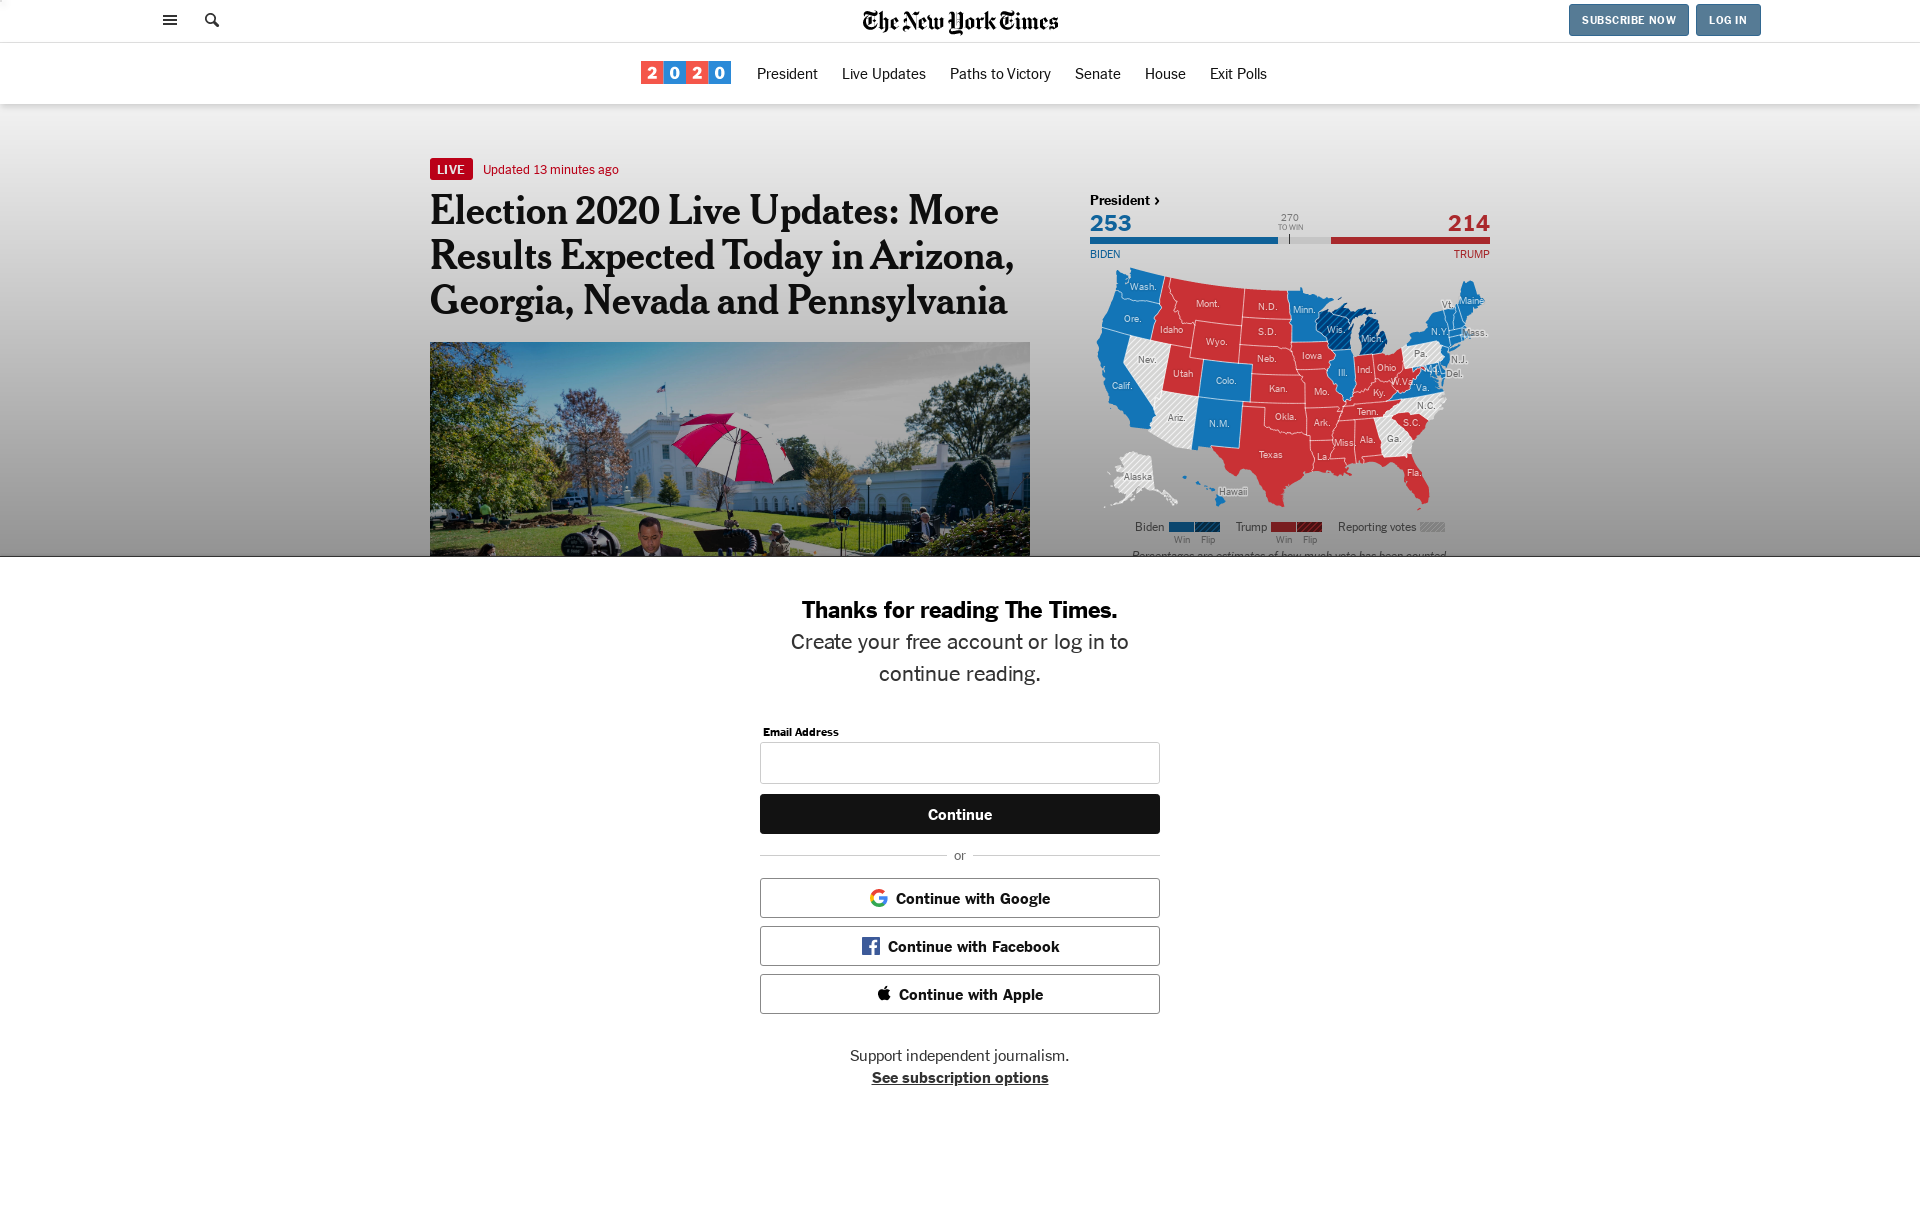 The New York Times
SUBSCRIBE NOW
LOG IN
2020
President
Live Updates
Paths to Victory
Senate
House
Exit Polls
LIVE
Updated 13 minutes ago
Election 2020 Live Updates: More
Results Expected Today in Arizona,
Georgia, Nevada and Pennsylvania
President ›
253
270
TO WIN
214
BIDEN
TRUMP
Wash.
Mont.
N.D.
Minn.
Vt.
Maine
Ore.
Idaho
S.D.
Wis.
Mich.
N.Y.
Mass.
Wyo.
Nev.
Neb.
Iowa
Pa.
N.J.
Utah
Colo.
Ill.
Ind.
Ohio
Md.
Del.
Calif.
Kan.
Mo.
Ky.
W.Va.
Va.
Ariz.
N.M.
Okla.
Ark.
Tenn.
N.C.
S.C.
Texas
La.
Miss.
Ala.
Ga.
Fla.
Alaska
Hawaii
Biden
Win
Flip
Trump
Win
Flip
Reporting votes
Percentages are estimates of how much vote has been counted
Thanks for reading The Times.
Create your free account or log in to
continue reading.
Email Address
Continue
or
Continue with Google
Continue with Facebook
Continue with Apple
Support independent journalism.
See subscription options